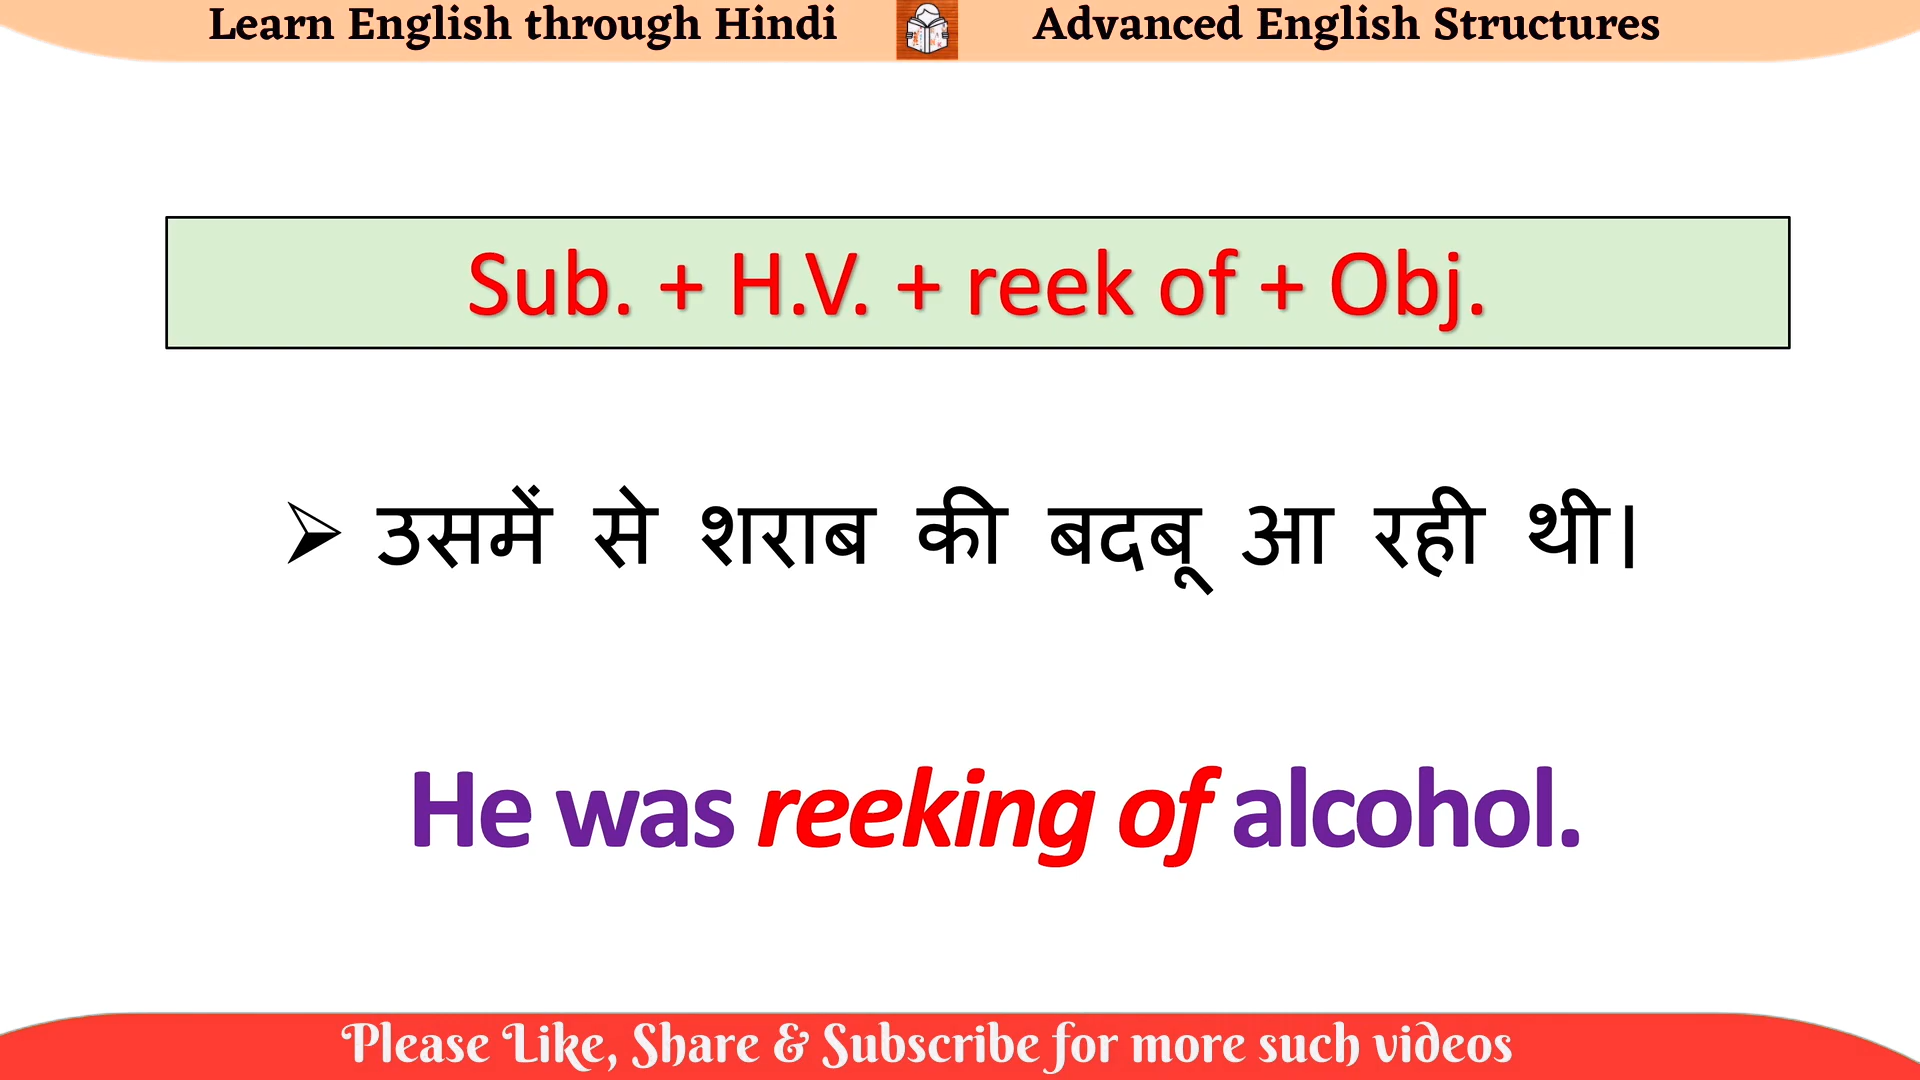 Learn English through Hindi
Advanced English Structures
Sub. + H.V. + reek of + Obj.
➢ उसमें से शराब की बदबू आ रही थी।
He was reeking of alcohol.
Please Like, Share & Subscribe for more such videos